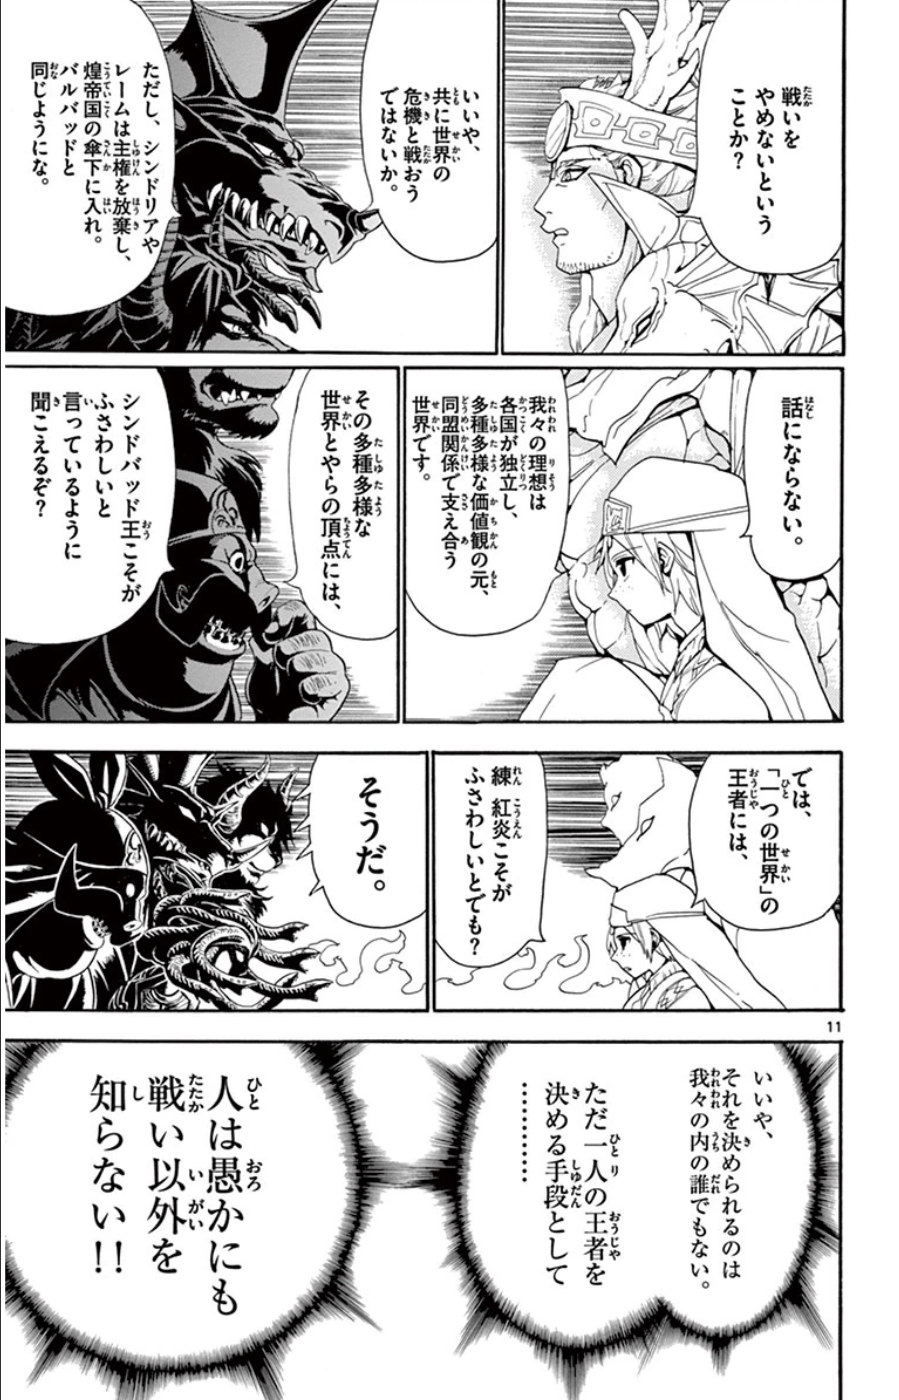 戦いを
やめないという
ことか?
いいや、
共に世界の
危機と戦おう
ではないか。
ただし、シンドリアや
レームは主権を放棄し、
煌帝国の傘下に入れ。
バルバッドと
同じようにな。
話にならない。
我々の理想は
各国が独立し、
多種多様な価値観の元、
同盟関係で支え合う
世界です。
その多種多様な
世界とやらの頂点には、
シンドバッド王こそが
ふさわしいと
言っているように
聞こえるぞ?
では、
「一つの世界」の
王者には、
練 紅炎こそが
ふさわしいとでも?
そうだ。
11
いいや、
それを決められるのは
我々の内の誰でもない。
ただ一人の王者を
決める手段として
…………
人は愚かにも
戦い以外を
知らない!!